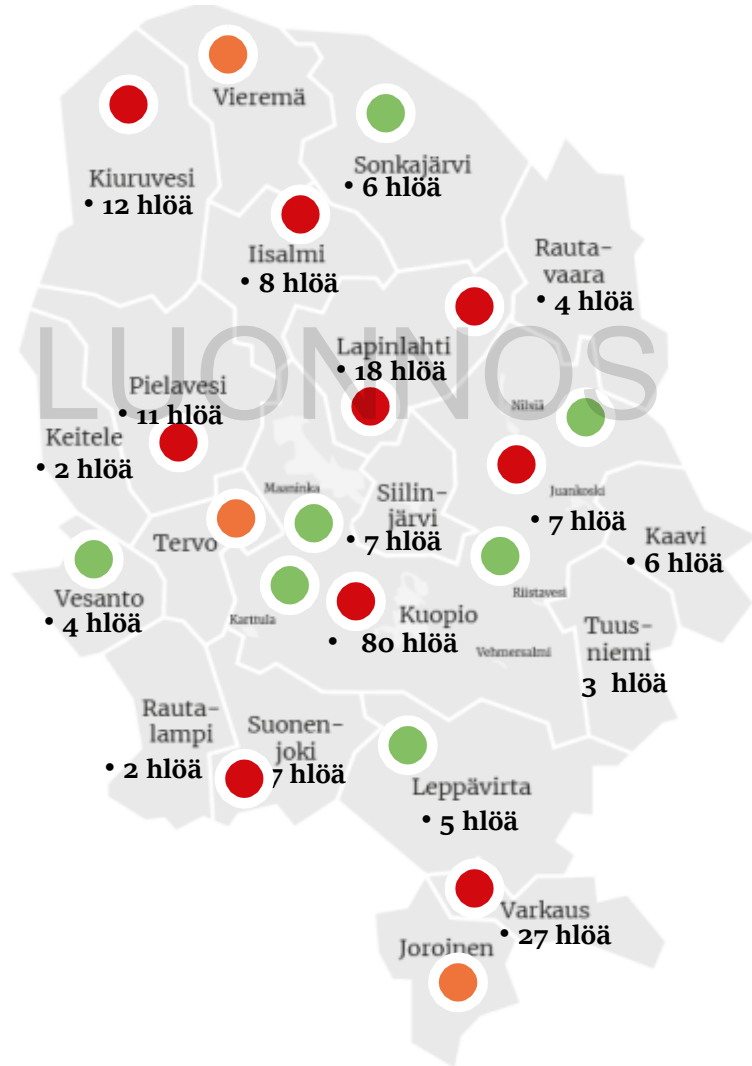 Vieremä
Kiuruvesi
• 12 hlöä
Sonkajärvi
• 6 hlöä
Iisalmi
• 8 hlöä
Rauta-
vaara
• 4 hlöä
LUONNOS
Lapinlahti
• 18 hlöä
Pielavesi
• 11 hlöä
Keitele
• 2 hlöä
Nilsiä
Maaninka
Siilin-
järvi
• 7 hlöä
Juankoski
• 7 hlöä
Kaavi
• 6 hlöä
Tervo
Vesanto
• 4 hlöä
Karttula
Kuopio
• 80 hlöä
Riistavesi
Vehmersalmi
Tuus-
niemi
3 hlöä
Rauta-
lampi
• 2 hlöä
Suonen-
joki
7 hlöä
Leppävirta
• 5 hlöä
Varkaus
• 27 hlöä
Joroinen